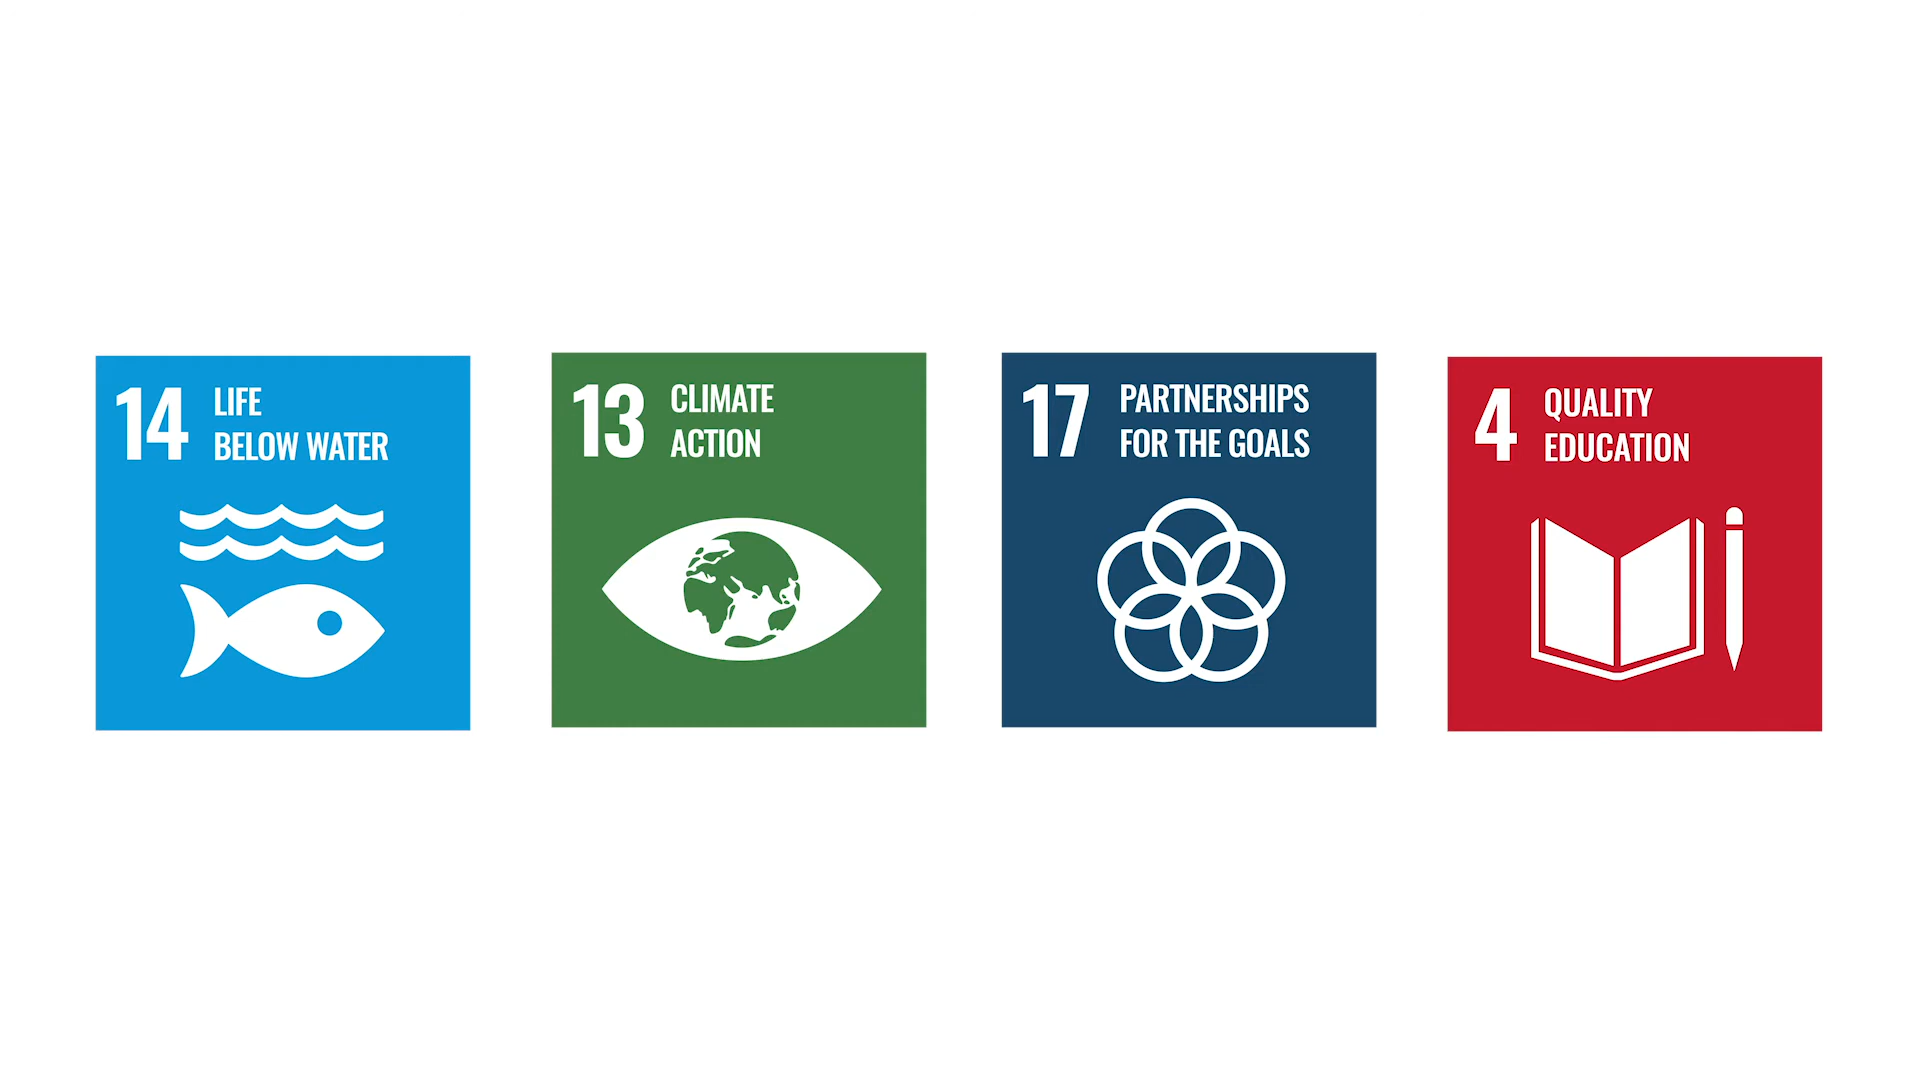 14 LIFE
BELOW WATER
13 CLIMATE
ACTION
17 PARTNERSHIPS
FOR THE GOALS
4 QUALITY
EDUCATION